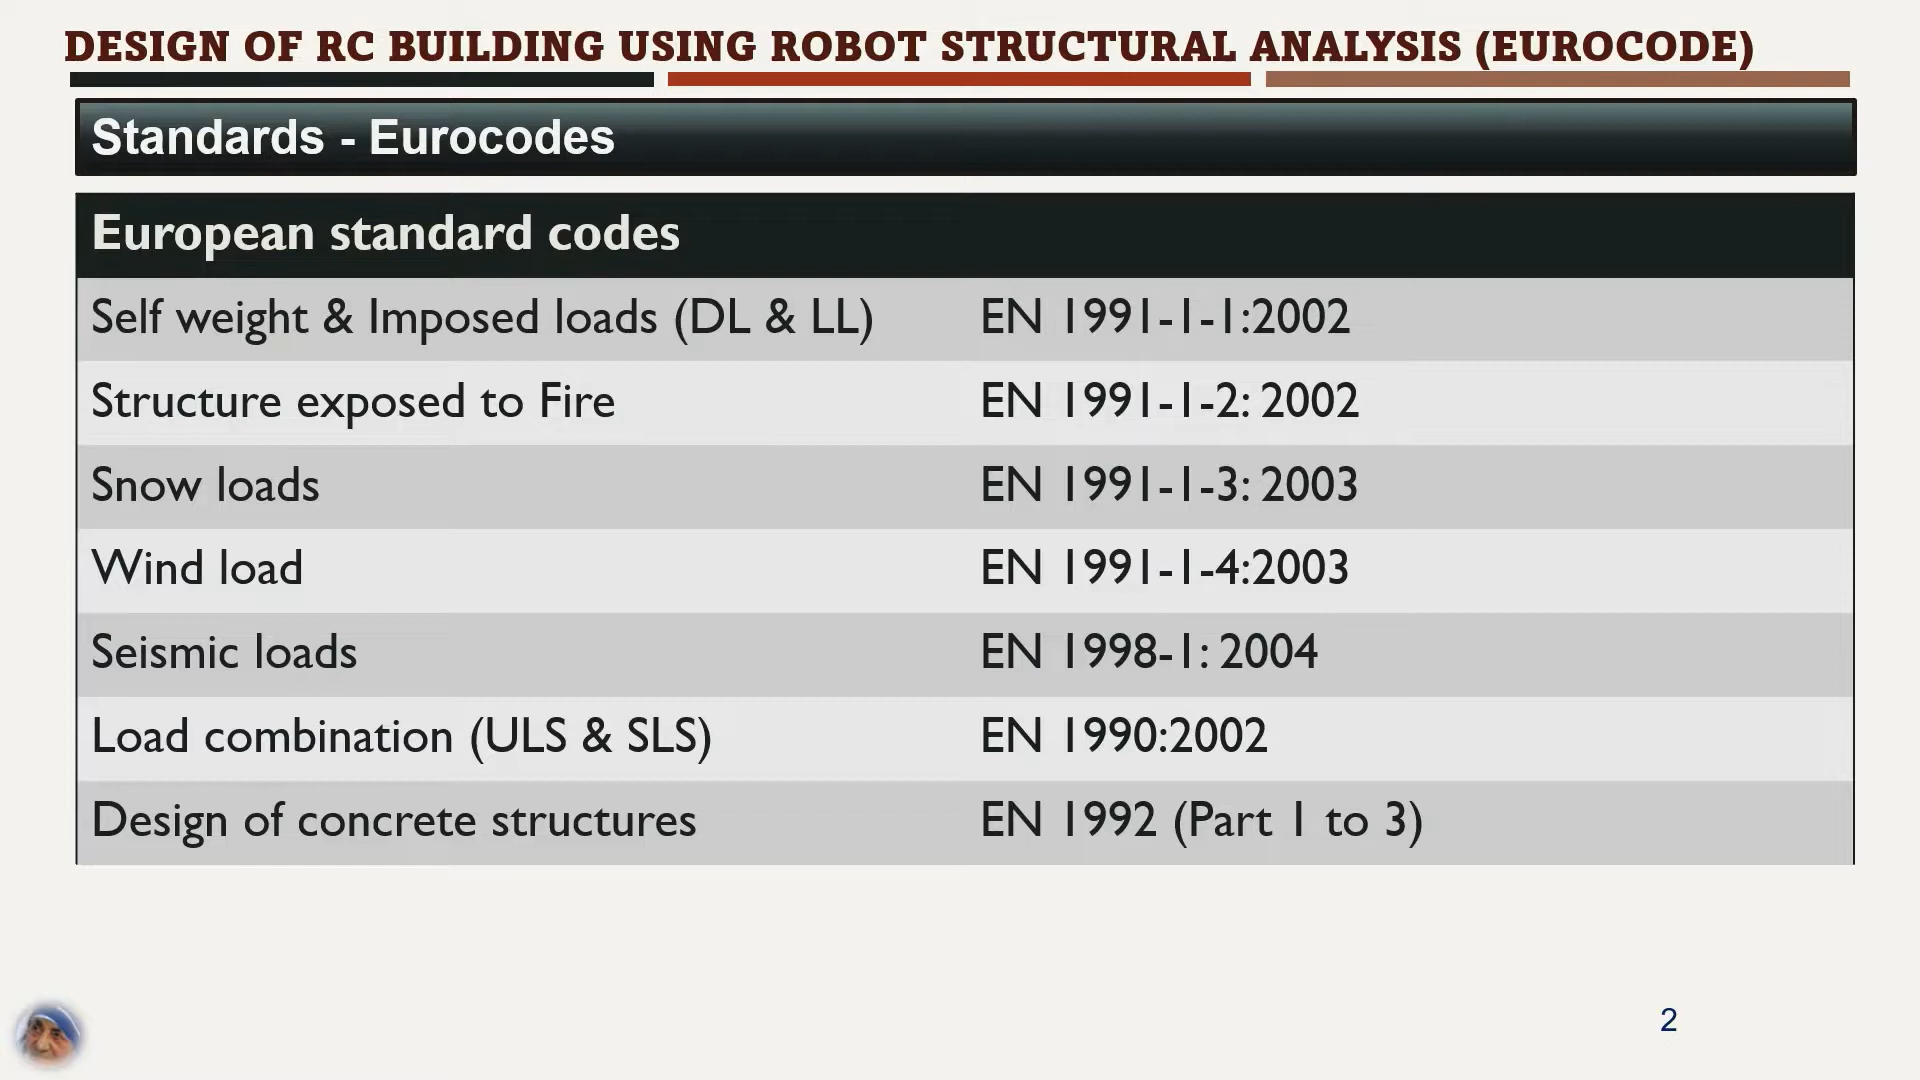 DESIGN OF RC BUILDING USING ROBOT STRUCTURAL ANALYSIS (EUROCODE)
Standards - Eurocodes
European standard codes
Self weight & Imposed loads (DL & LL) EN 1991-1-1:2002
Structure exposed to Fire EN 1991-1-2: 2002
Snow loads EN 1991-1-3: 2003
Wind load EN 1991-1-4:2003
Seismic loads EN 1998-1: 2004
Load combination (ULS & SLS) EN 1990:2002
Design of concrete structures EN 1992 (Part 1 to 3)
2